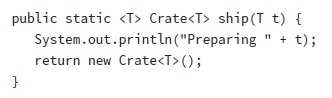 public static <T> Crate<T> ship(T t) {
   System.out.println("Preparing " + t);
   return new Crate<T>();
}